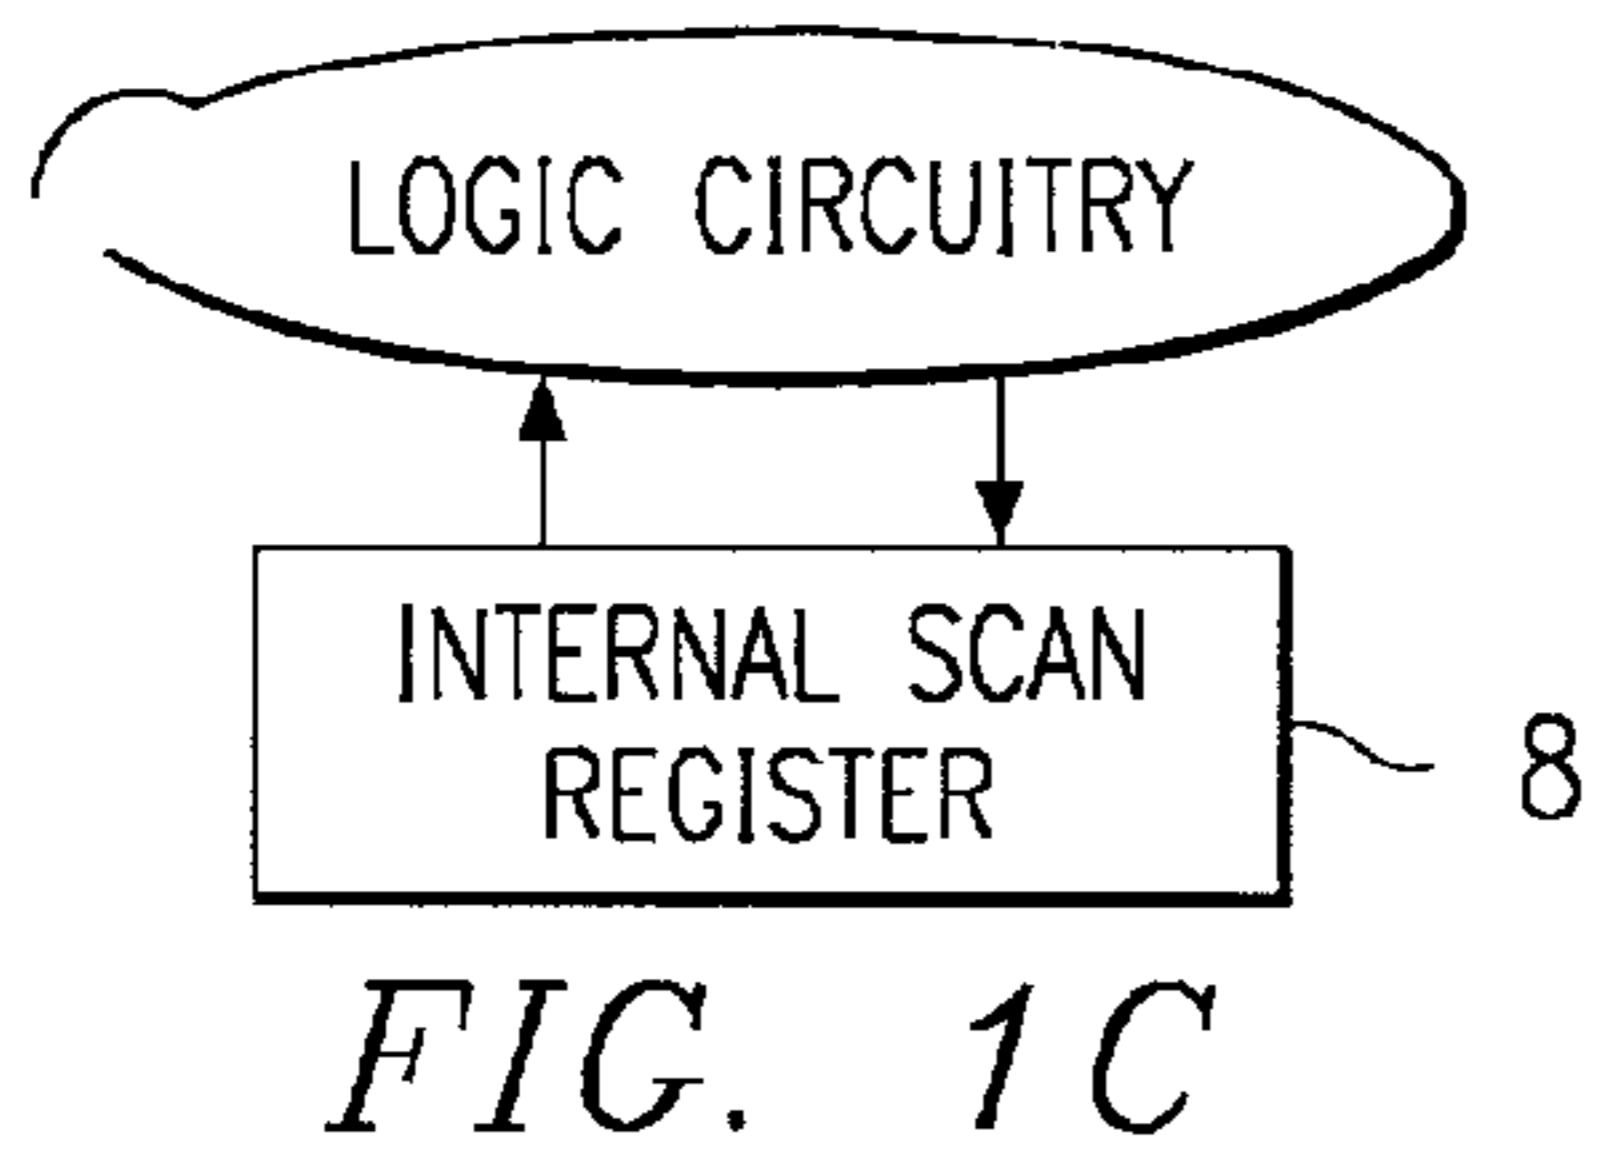 LOGIC CIRCUITRY
INTERNAL SCAN
REGISTER
8
FIG. 1C